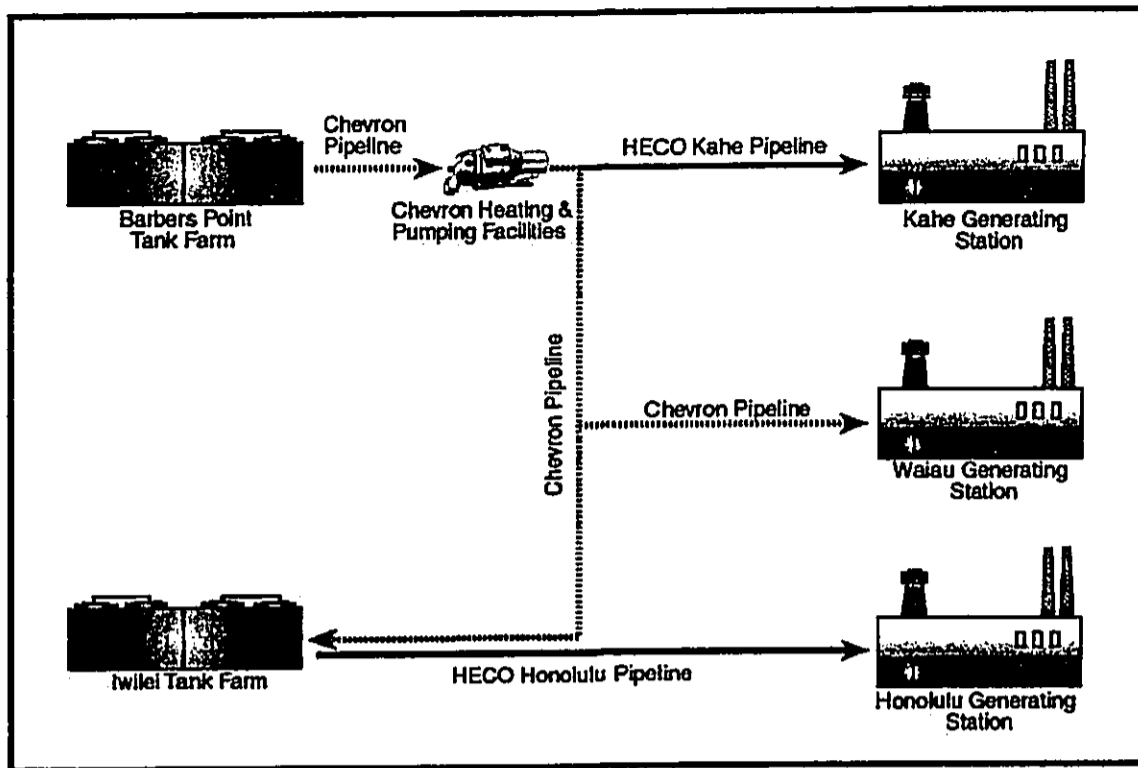 Chevron
Pipeline
HECO Kahe Pipeline
Barbers Point
Tank Farm
Chevron Heating &
Pumping Facilities
Kahe Generating
Station
Chevron Pipeline
Chevron Pipeline
Waiau Generating
Station
Iwilei Tank Farm
HECO Honolulu Pipeline
Honolulu Generating
Station